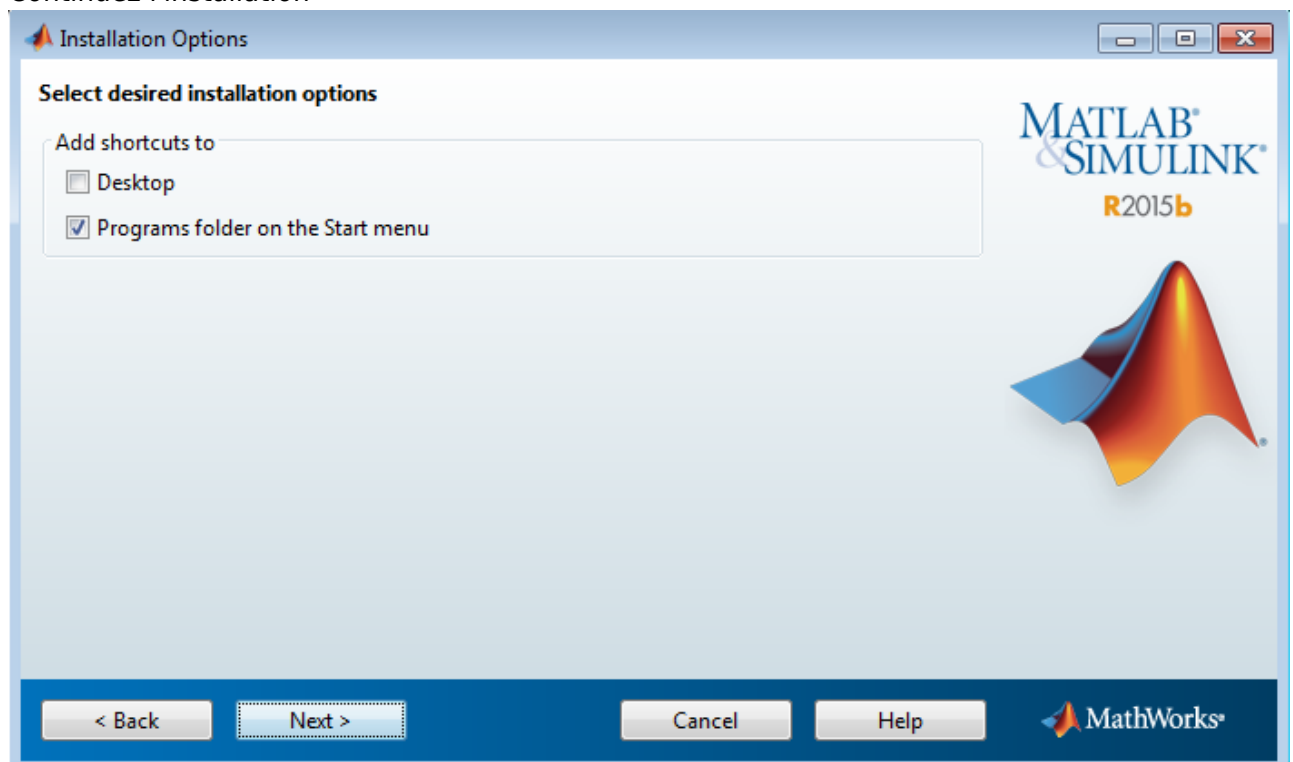 Installation Options
Select desired installation options
Add shortcuts to
Desktop
Programs folder on the Start menu
MATLAB®
&SIMULINK®
R2015b
< Back
Next >
Cancel
Help
MathWorks®